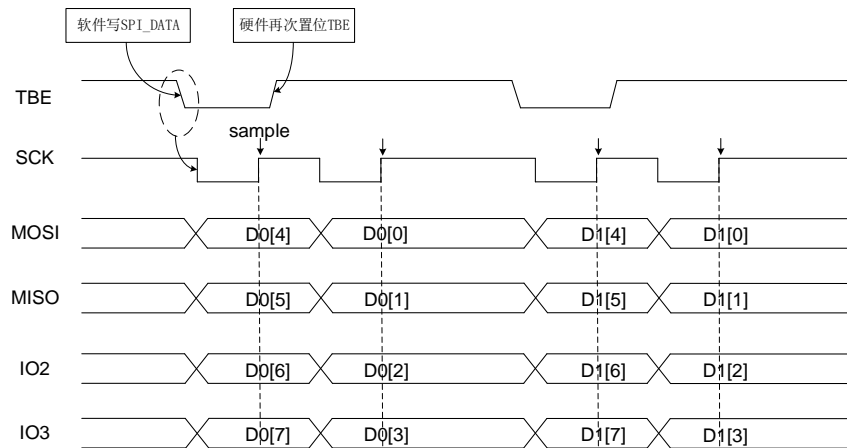 软件写SPI_DATA 硬件再次置位TBE
TBE
sample
SCK
MOSI D0[4] D0[0] D1[4] D1[0]
MISO D0[5] D0[1] D1[5] D1[1]
IO2 D0[6] D0[2] D1[6] D1[2]
IO3 D0[7] D0[3] D1[7] D1[3]